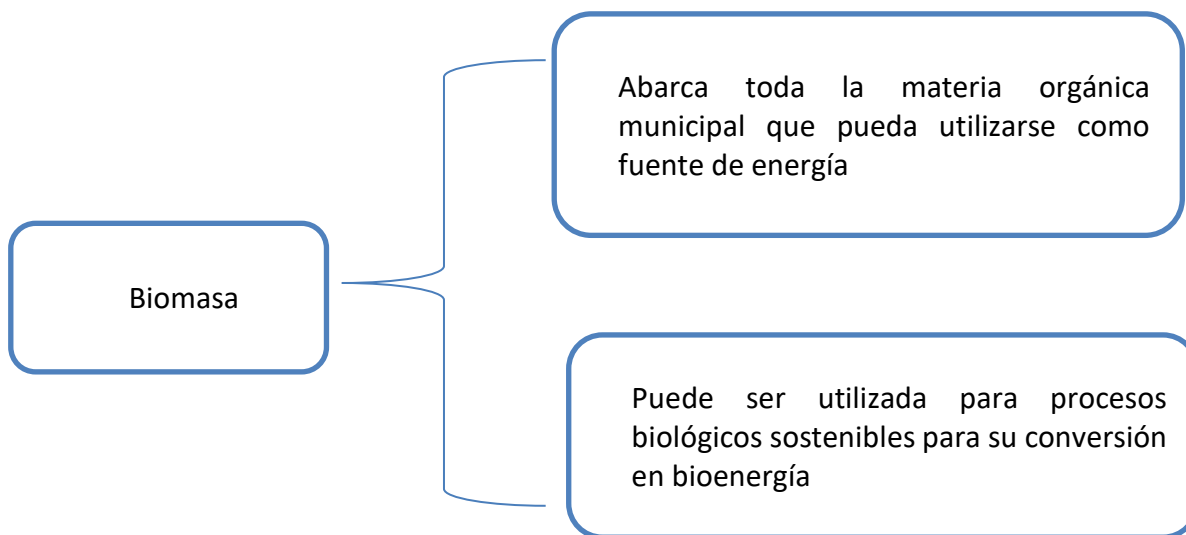 Abarca toda la materia orgánica
municipal que pueda utilizarse como
fuente de energía
Biomasa
Puede ser utilizada para procesos
biológicos sostenibles para su conversión
en bioenergía